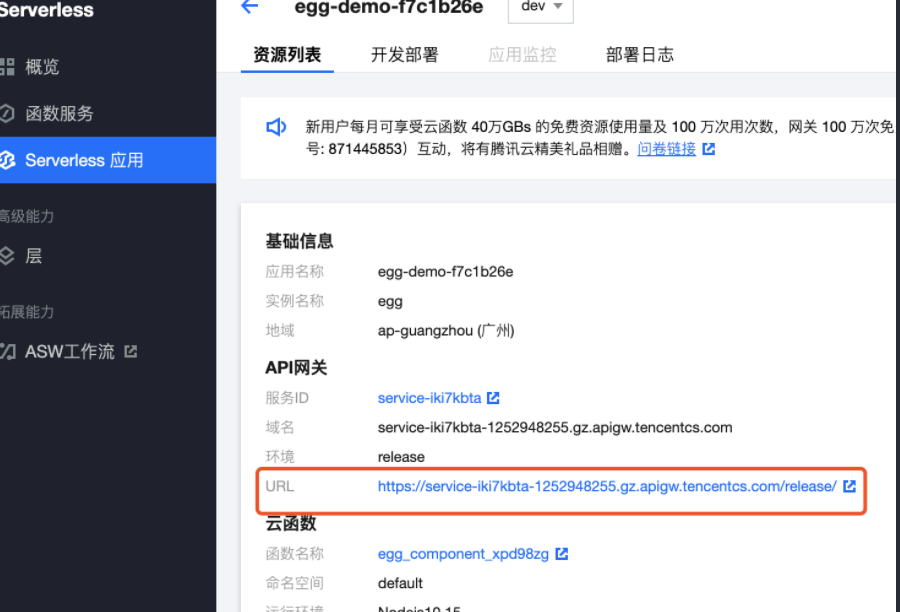 Serverless
egg-demo-f7c1b26e
dev
资源列表
开发部署
应用监控
部署日志
概览
函数服务
Serverless 应用
高级能力
层
拓展能力
ASW工作流
新用户每月可享受云函数 40万GBs 的免费资源使用量及 100 万次用次数，网关 100 万次免
号: 871445853）互动，将有腾讯云精美礼品相赠。问卷链接
基础信息
应用名称 egg-demo-f7c1b26e
实例名称 egg
地域 ap-guangzhou (广州)
API网关
服务ID service-iki7kbta
域名 service-iki7kbta-1252948255.gz.apigw.tencentcs.com
环境 release
URL https://service-iki7kbta-1252948255.gz.apigw.tencentcs.com/release/
云函数
函数名称 egg_component_xpd98zg
命名空间 default
运行环境 Nodejs10.15